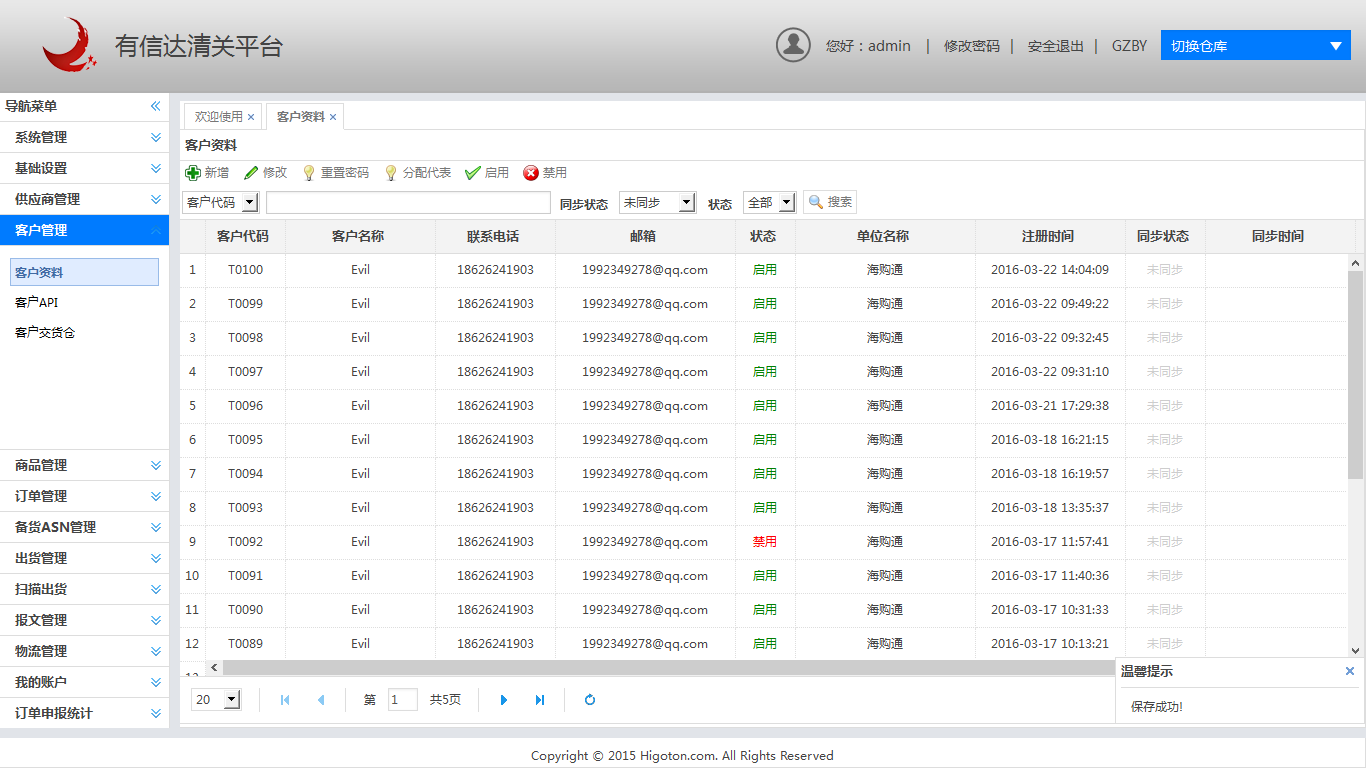 有信达清关平台
您好：admin | 修改密码 | 安全退出 | GZBY 切换仓库
导航菜单
系统管理
基础设置
供应商管理
客户管理
客户资料
客户API
客户交货仓
商品管理
订单管理
备货ASN管理
出货管理
扫描出货
报文管理
物流管理
我的账户
订单申报统计
欢迎使用 × 客户资料 ×
客户资料
新增 修改 重置密码 分配代表 启用 禁用
客户代码 同步状态 未同步 状态 全部 搜索
客户代码 客户名称 联系电话 邮箱 状态 单位名称 注册时间 同步状态 同步时间
1 T0100 Evil 18626241903 1992349278@qq.com 启用 海购通 2016-03-22 14:04:09 未同步
2 T0099 Evil 18626241903 1992349278@qq.com 启用 海购通 2016-03-22 09:49:22 未同步
3 T0098 Evil 18626241903 1992349278@qq.com 启用 海购通 2016-03-22 09:32:45 未同步
4 T0097 Evil 18626241903 1992349278@qq.com 启用 海购通 2016-03-22 09:31:10 未同步
5 T0096 Evil 18626241903 1992349278@qq.com 启用 海购通 2016-03-21 17:29:38 未同步
6 T0095 Evil 18626241903 1992349278@qq.com 启用 海购通 2016-03-18 16:21:15 未同步
7 T0094 Evil 18626241903 1992349278@qq.com 启用 海购通 2016-03-18 16:19:57 未同步
8 T0093 Evil 18626241903 1992349278@qq.com 启用 海购通 2016-03-18 13:35:37 未同步
9 T0092 Evil 18626241903 1992349278@qq.com 禁用 海购通 2016-03-17 11:57:41 未同步
10 T0091 Evil 18626241903 1992349278@qq.com 启用 海购通 2016-03-17 11:40:36 未同步
11 T0090 Evil 18626241903 1992349278@qq.com 启用 海购通 2016-03-17 10:31:33 未同步
12 T0089 Evil 18626241903 1992349278@qq.com 启用 海购通 2016-03-17 10:13:21 未同步
20 第 1 共5页
温馨提示 ×
保存成功!
Copyright © 2015 Higoton.com. All Rights Reserved